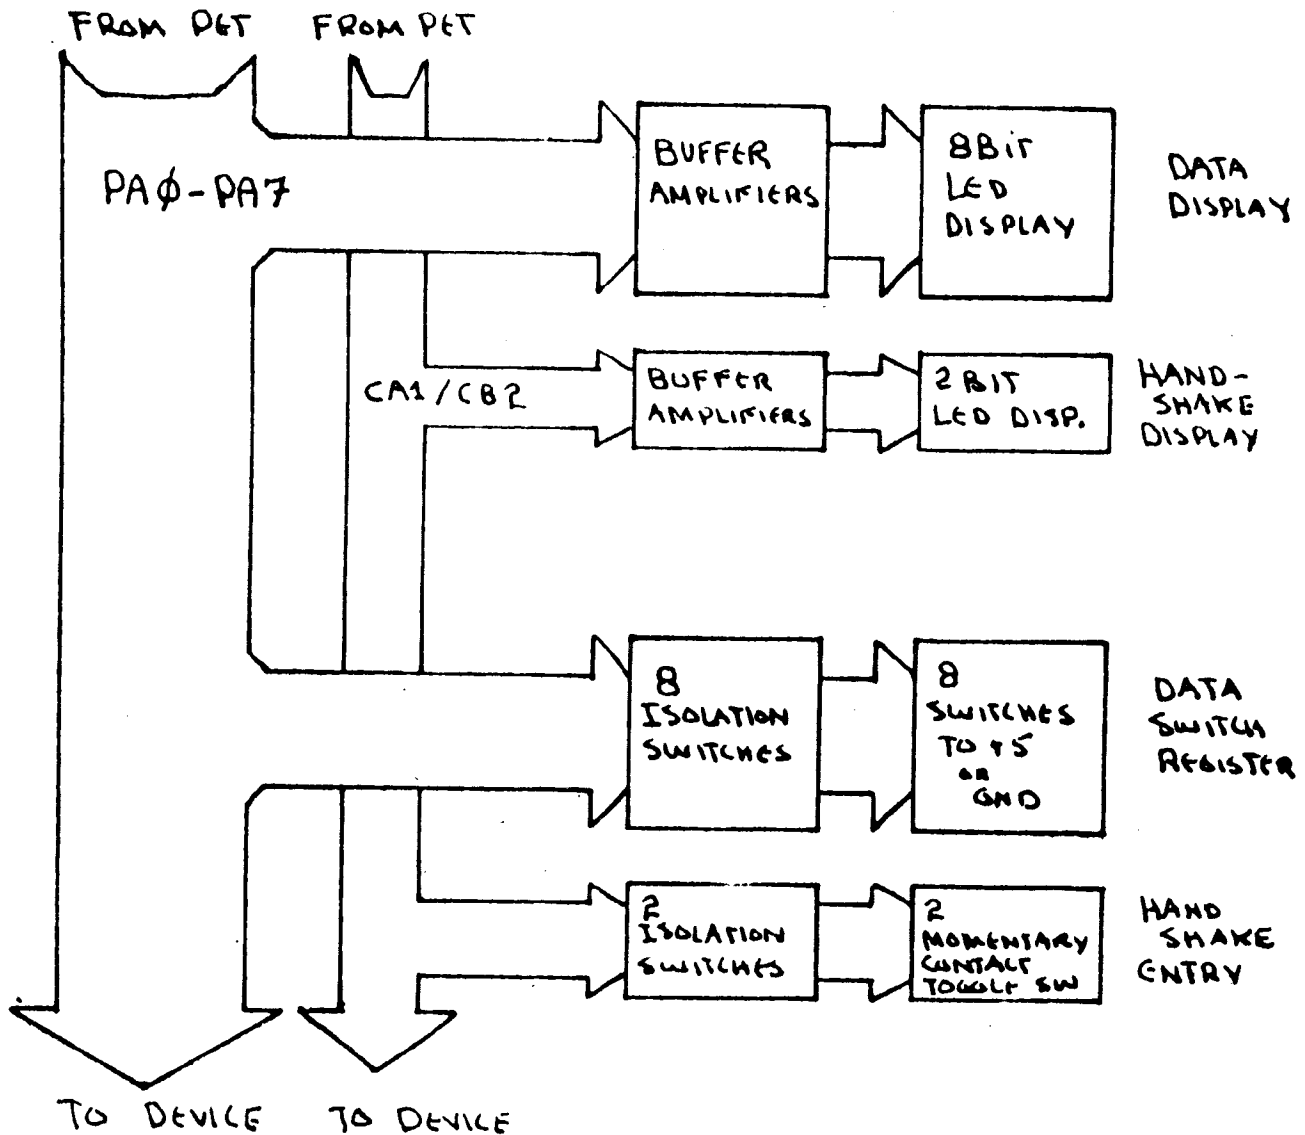 FROM PET
FROM PET
PAØ-PA7
BUFFER
AMPLIFIERS
8Bit
LED
DISPLAY
DATA
DISPLAY
CA1/CB2
BUFFER
AMPLIFIERS
2 BIT
LED DISP.
HAND-
SHAKE
DISPLAY
8
ISOLATION
SWITCHES
8
SWITCHES
TO +5
OR
GND
DATA
SWITCH
REGISTER
2
ISOLATION
SWITCHES
2
MOMENTARY
CONTACT
TOGGLE SW
HAND
SHAKE
ENTRY
TO DEVICE
TO DEVICE